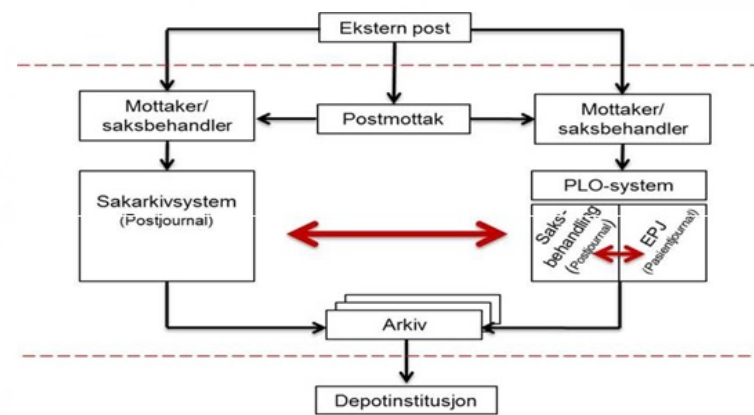 Ekstern post
Mottaker/
saksbehandler
Postmottak
Mottaker/
saksbehandler
Sakarkivsystem
(Postjournal)
PLO-system
Saks-
behandling
(Postjournal)
EPJ
(Pasientjournal)
Arkiv
Depotinstitusjon